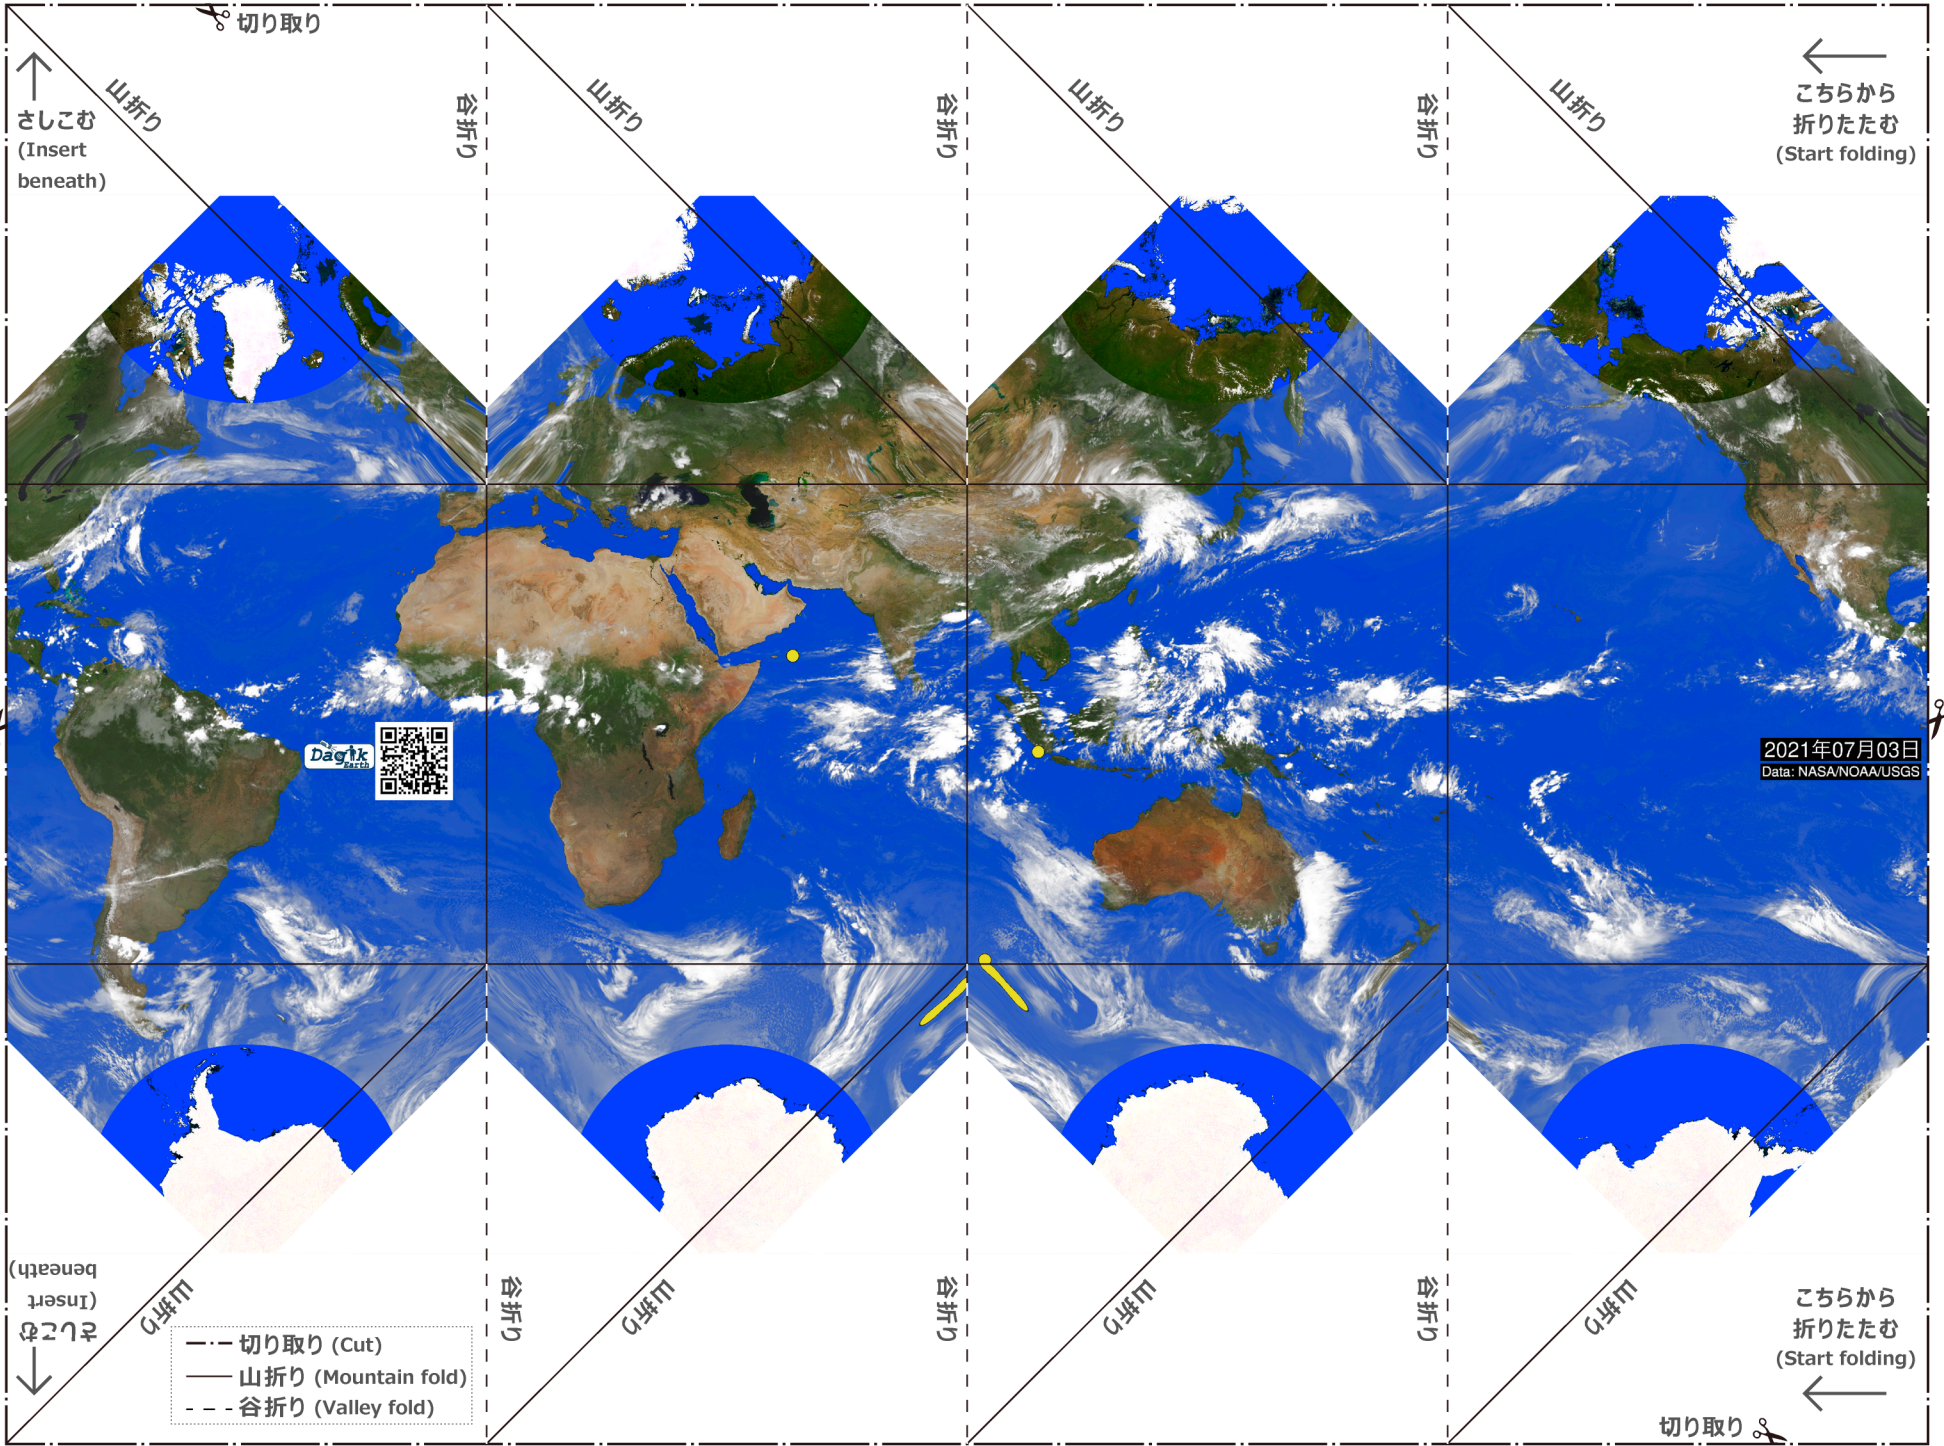 切り取り
さしこむ
(Insert
beneath)
山折り
谷折り
山折り
谷折り
山折り
谷折り
山折り
こちらから
折りたたむ
(Start folding)
Dagik
Earth
2021年07月03日
Data: NASA/NOAA/USGS
さしこむ
(Insert
beneath)
山折り
谷折り
山折り
谷折り
山折り
谷折り
山折り
こちらから
折りたたむ
(Start folding)
切り取り (Cut)
山折り (Mountain fold)
谷折り (Valley fold)
切り取り